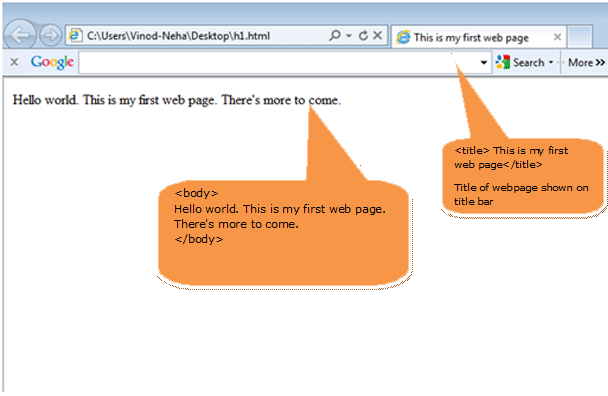 C:\Users\Vinod-Neha\Desktop\h1.html
This is my first web page
Google
Search
More
Hello world. This is my first web page. There's more to come.
<title> This is my first
web page</title>
Title of webpage shown on
title bar
<body>
Hello world. This is my first web page.
There's more to come.
</body>